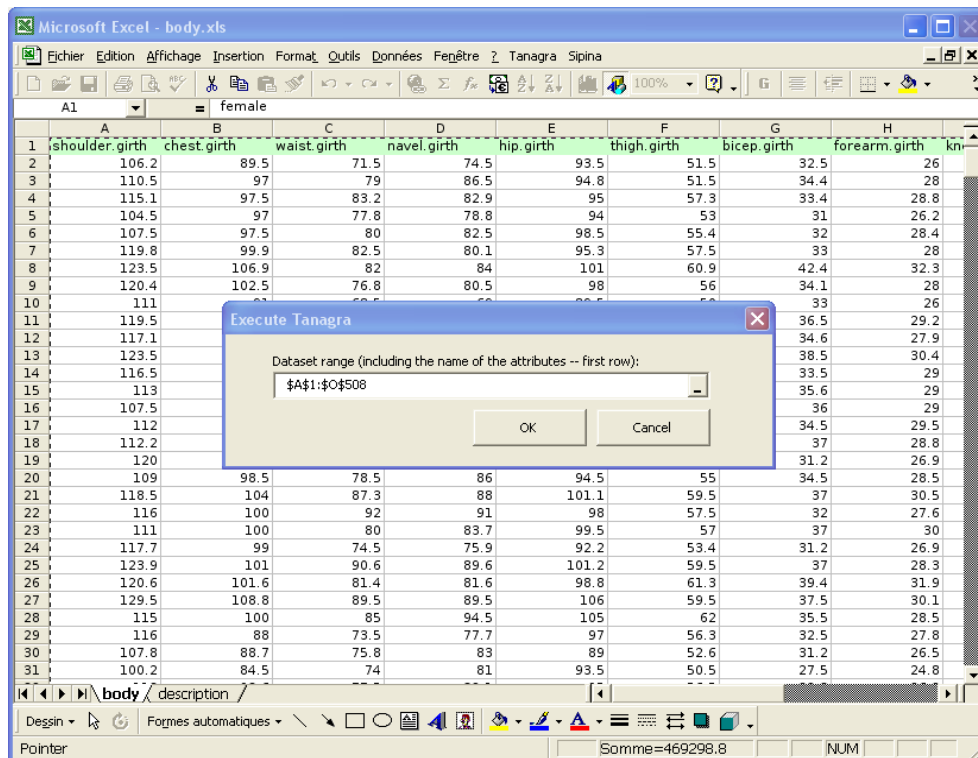 Microsoft Excel - body.xls
Fichier Edition Affichage Insertion Format Outils Données Fenêtre ? Tanagra Sipina
100% G
A1 = female
A B C D E F G H
1 shoulder.girth chest.girth waist.girth navel.girth hip.girth thigh.girth bicep.girth forearm.girth kn
2 106.2 89.5 71.5 74.5 93.5 51.5 32.5 26
3 110.5 97 79 86.5 94.8 51.5 34.4 28
4 115.1 97.5 83.2 82.9 95 57.3 33.4 28.8
5 104.5 97 77.8 78.8 94 53 31 26.2
6 107.5 97.5 80 82.5 98.5 55.4 32 28.4
7 119.8 99.9 82.5 80.1 95.3 57.5 33 28
8 123.5 106.9 82 84 101 60.9 42.4 32.3
9 120.4 102.5 76.8 80.5 98 56 34.1 28
10 111 33 26
11 119.5 36.5 29.2
12 117.1 34.6 27.9
13 123.5 38.5 30.4
14 116.5 33.5 29
15 113 35.6 29
16 107.5 36 29
17 112 34.5 29.5
18 112.2 37 28.8
19 120 31.2 26.9
Execute Tanagra
Dataset range (including the name of the attributes -- first row):
$A$1:$O$508
OK Cancel
20 109 98.5 78.5 86 94.5 55 34.5 28.5
21 118.5 104 87.3 88 101.1 59.5 37 30.5
22 116 100 92 91 98 57.5 32 27.6
23 111 100 80 83.7 99.5 57 37 30
24 117.7 99 74.5 75.9 92.2 53.4 31.2 26.9
25 123.9 101 90.6 89.6 101.2 59.5 37 28.3
26 120.6 101.6 81.4 81.6 98.8 61.3 39.4 31.9
27 129.5 108.8 89.5 89.5 106 59.5 37.5 30.1
28 115 100 85 94.5 105 62 35.5 28.5
29 116 88 73.5 77.7 97 56.3 32.5 27.8
30 107.8 88.7 75.8 83 89 52.6 31.2 26.5
31 100.2 84.5 74 81 93.5 50.5 27.5 24.8
body description
Dessin Formes automatiques
Pointer Somme=469298.8 NUM